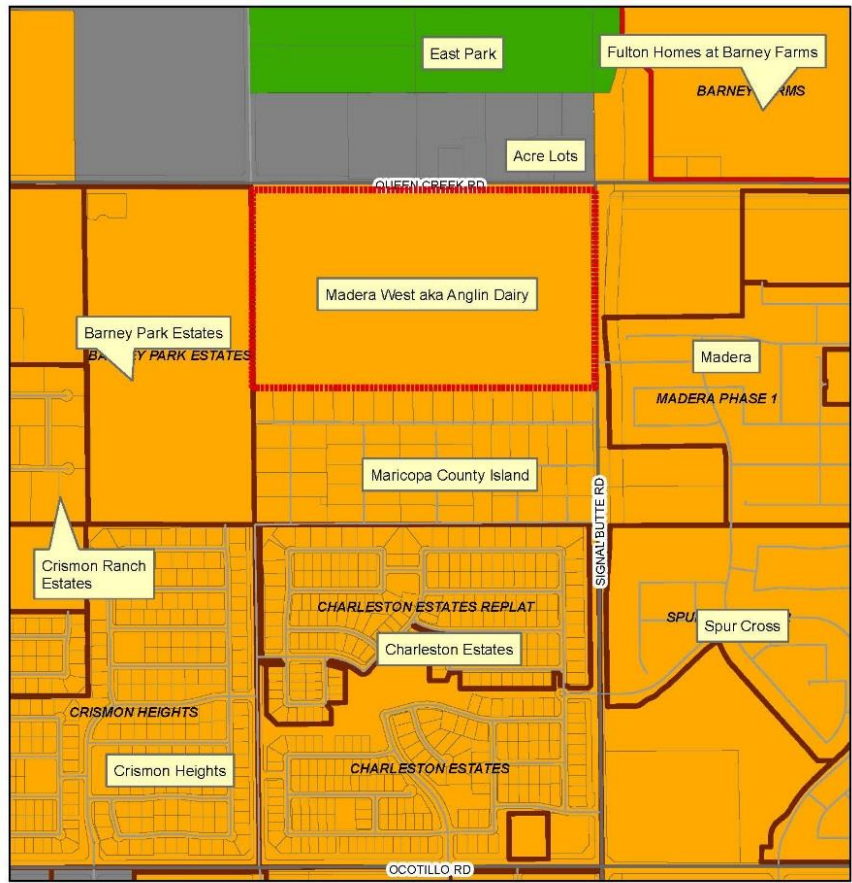 East Park
Fulton Homes at Barney Farms
BARNEY RMS
Acre Lots
QUEEN CREEK RD
Madera West aka Anglin Dairy
Barney Park Estates
Y PARK ESTATES
Madera
MADERA PHASE 1
Maricopa County Island
SIGNAL BUTTE RD
Crismon Ranch
Estates
CHARLESTON ESTATES REPLAT
SPU
Spur Cross
Charleston Estates
CRISMON HEIGHTS
Crismon Heights
CHARLESTON ESTATES
OCOTILLO RD